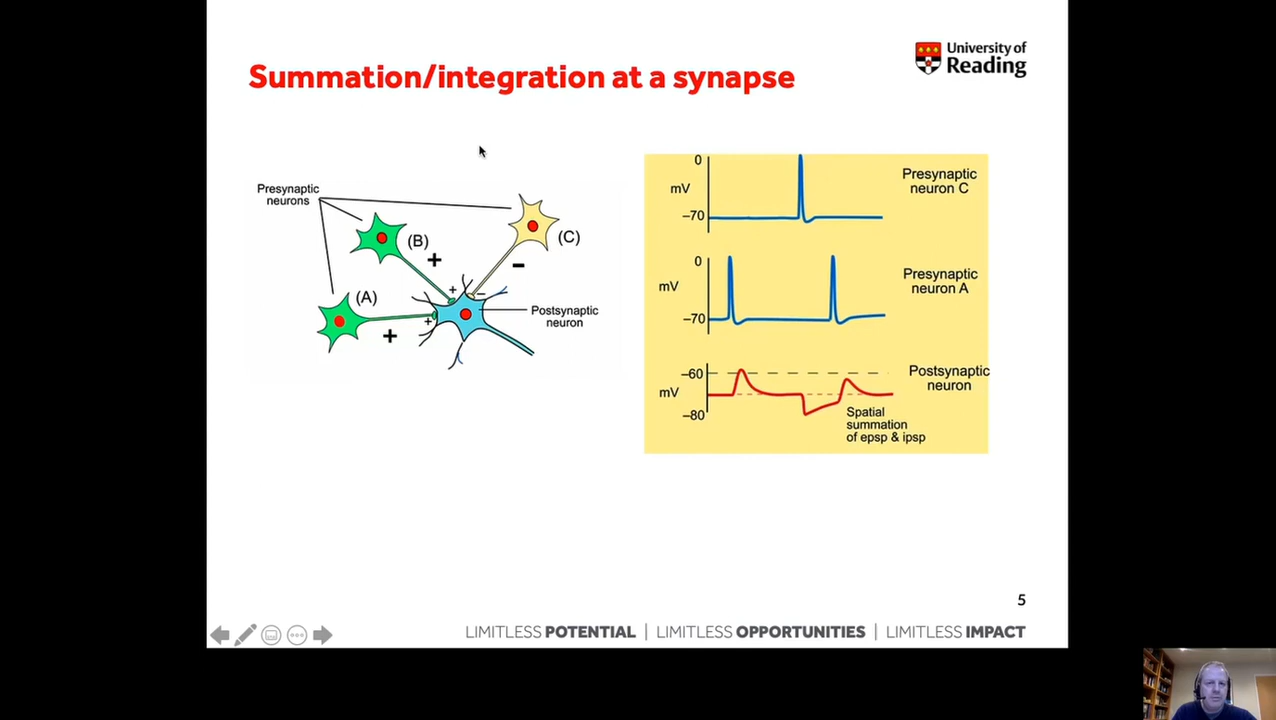 Summation/integration at a synapse
University of
Reading
Presynaptic
neurons
(B)
+
(C)
–
(A)
+
+
+
–
Postsynaptic
neuron
0
mV
–70
Presynaptic
neuron C
0
mV
–70
Presynaptic
neuron A
–60
mV
–80
Postsynaptic
neuron
Spatial
summation
of epsp & ipsp
5
LIMITLESS POTENTIAL | LIMITLESS OPPORTUNITIES | LIMITLESS IMPACT